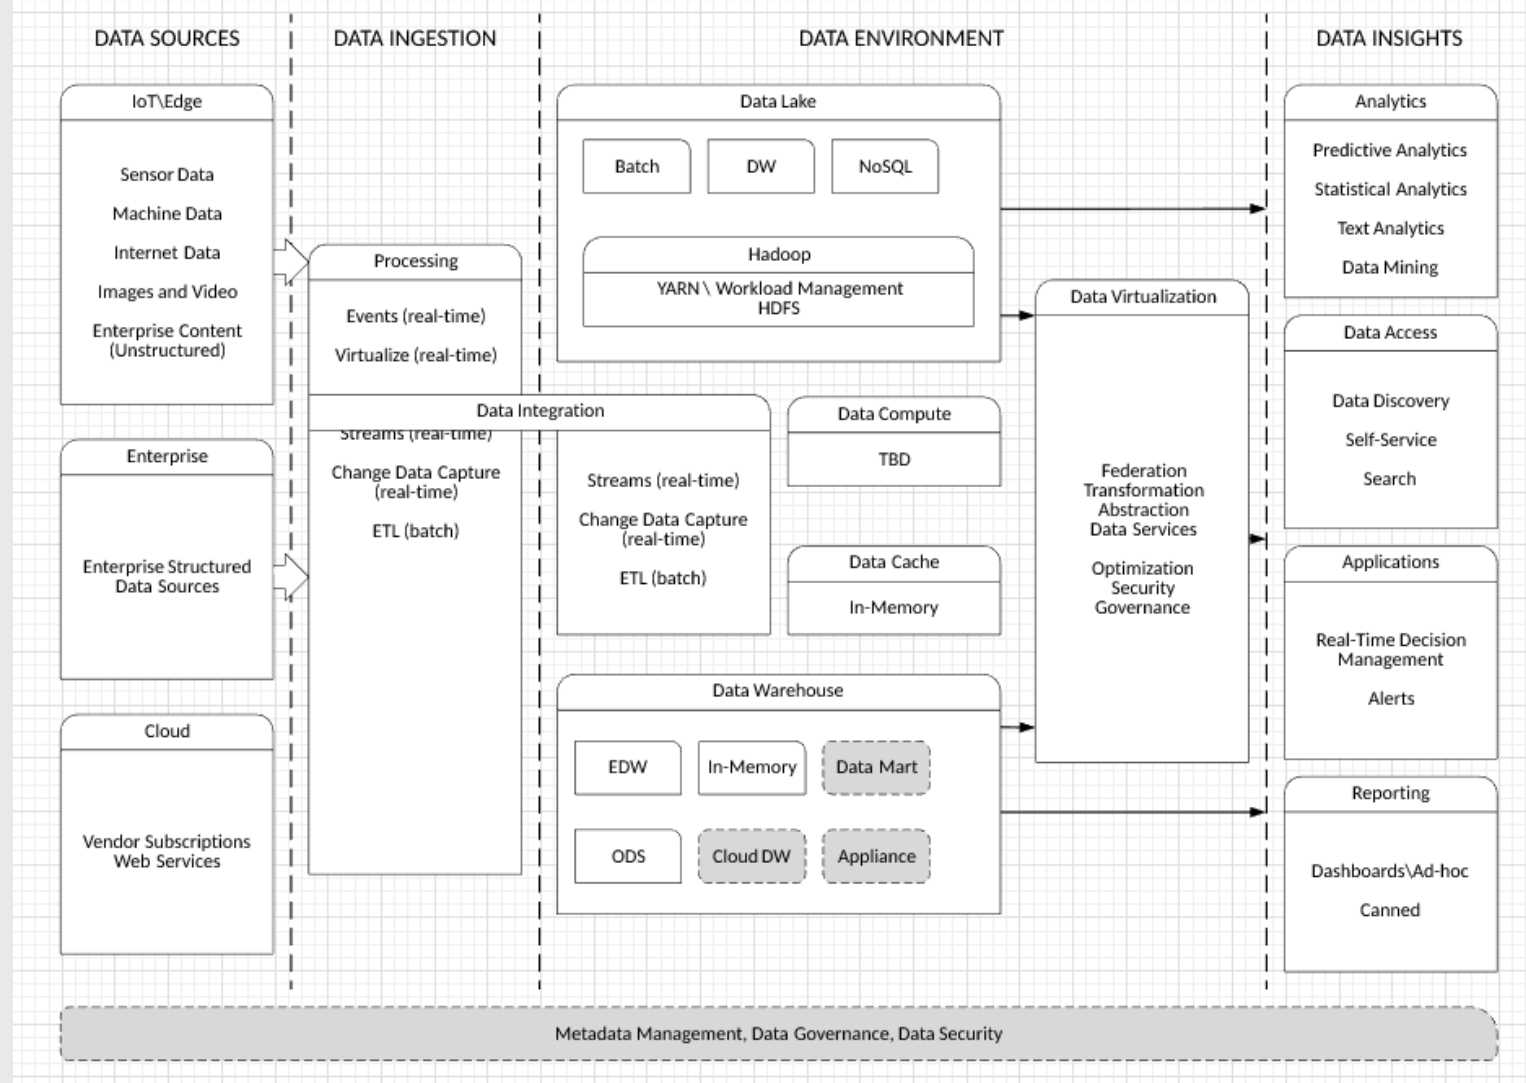 DATA SOURCES
DATA INGESTION
DATA ENVIRONMENT
DATA INSIGHTS
IoT\Edge
Sensor Data
Machine Data
Internet Data
Images and Video
Enterprise Content
(Unstructured)
Enterprise
Enterprise Structured
Data Sources
Cloud
Vendor Subscriptions
Web Services
Processing
Events (real-time)
Virtualize (real-time)
Data Integration
Streams (real-time)
Change Data Capture
(real-time)
ETL (batch)
Streams (real-time)
Change Data Capture
(real-time)
ETL (batch)
Data Lake
Batch
DW
NoSQL
Hadoop
YARN \ Workload Management
HDFS
Data Compute
TBD
Data Cache
In-Memory
Data Warehouse
EDW
In-Memory
Data Mart
ODS
Cloud DW
Appliance
Data Virtualization
Federation
Transformation
Abstraction
Data Services
Optimization
Security
Governance
Analytics
Predictive Analytics
Statistical Analytics
Text Analytics
Data Mining
Data Access
Data Discovery
Self-Service
Search
Applications
Real-Time Decision
Management
Alerts
Reporting
Dashboards\Ad-hoc
Canned
Metadata Management, Data Governance, Data Security